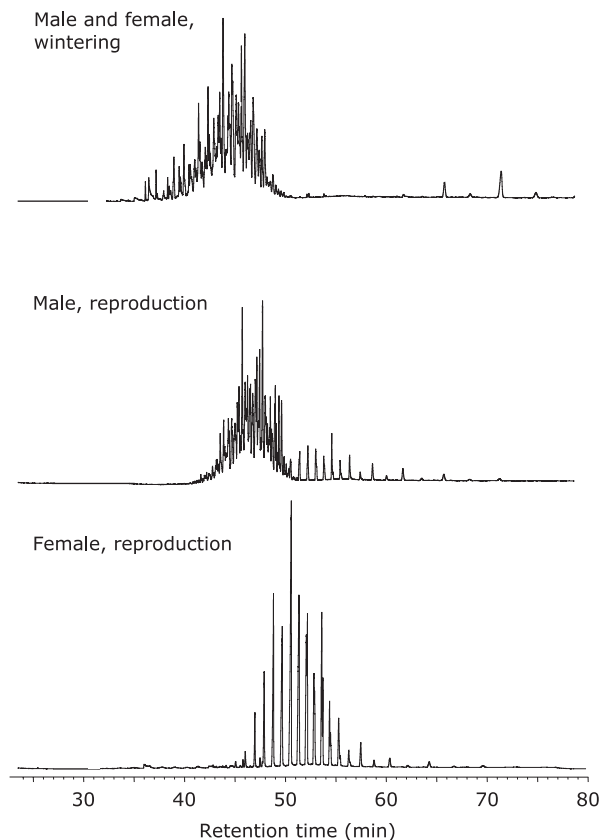 Male and female,
wintering
Male, reproduction
Female, reproduction
30 40 50 60 70 80
Retention time (min)